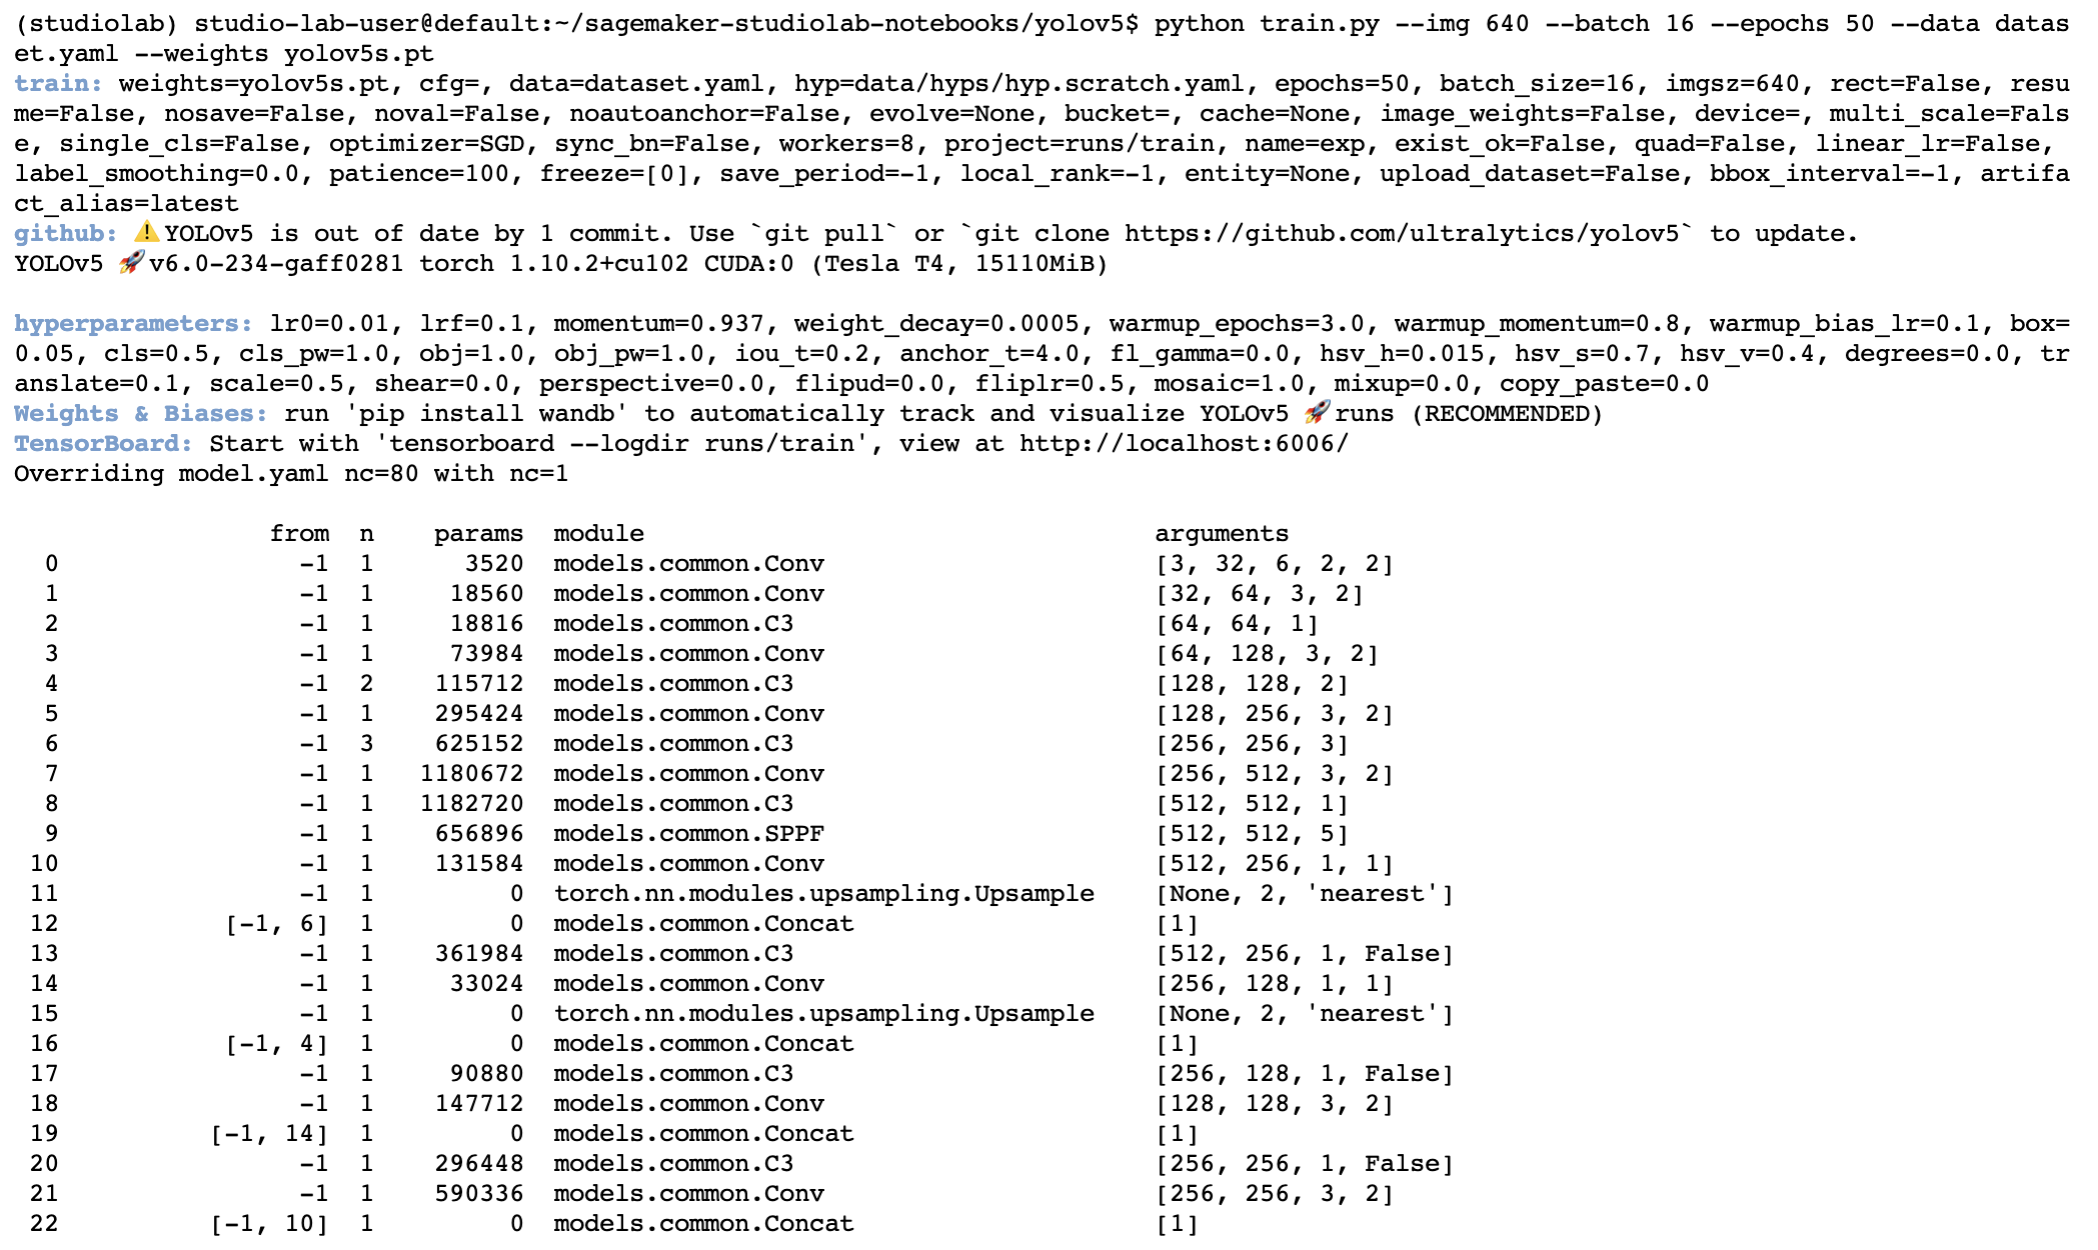 (studiolab) studio-lab-user@default:~/sagemaker-studiolab-notebooks/yolov5$ python train.py --img 640 --batch 16 --epochs 50 --data datas
et.yaml --weights yolov5s.pt
train: weights=yolov5s.pt, cfg=, data=dataset.yaml, hyp=data/hyps/hyp.scratch.yaml, epochs=50, batch_size=16, imgsz=640, rect=False, resu
me=False, nosave=False, noval=False, noautoanchor=False, evolve=None, bucket=, cache=None, image_weights=False, device=, multi_scale=Fals
e, single_cls=False, optimizer=SGD, sync_bn=False, workers=8, project=runs/train, name=exp, exist_ok=False, quad=False, linear_lr=False,
label_smoothing=0.0, patience=100, freeze=[0], save_period=-1, local_rank=-1, entity=None, upload_dataset=False, bbox_interval=-1, artifa
ct_alias=latest
github: ⚠️YOLOv5 is out of date by 1 commit. Use `git pull` or `git clone https://github.com/ultralytics/yolov5` to update.
YOLOv5 🚀v6.0-234-gaff0281 torch 1.10.2+cu102 CUDA:0 (Tesla T4, 15110MiB)

hyperparameters: lr0=0.01, lrf=0.1, momentum=0.937, weight_decay=0.0005, warmup_epochs=3.0, warmup_momentum=0.8, warmup_bias_lr=0.1, box=
0.05, cls=0.5, cls_pw=1.0, obj=1.0, obj_pw=1.0, iou_t=0.2, anchor_t=4.0, fl_gamma=0.0, hsv_h=0.015, hsv_s=0.7, hsv_v=0.4, degrees=0.0, tr
anslate=0.1, scale=0.5, shear=0.0, perspective=0.0, flipud=0.0, fliplr=0.5, mosaic=1.0, mixup=0.0, copy_paste=0.0
Weights & Biases: run 'pip install wandb' to automatically track and visualize YOLOv5 🚀runs (RECOMMENDED)
TensorBoard: Start with 'tensorboard --logdir runs/train', view at http://localhost:6006/
Overriding model.yaml nc=80 with nc=1

from n params module arguments
0 -1 1 3520 models.common.Conv [3, 32, 6, 2, 2]
1 -1 1 18560 models.common.Conv [32, 64, 3, 2]
2 -1 1 18816 models.common.C3 [64, 64, 1]
3 -1 1 73984 models.common.Conv [64, 128, 3, 2]
4 -1 2 115712 models.common.C3 [128, 128, 2]
5 -1 1 295424 models.common.Conv [128, 256, 3, 2]
6 -1 3 625152 models.common.C3 [256, 256, 3]
7 -1 1 1180672 models.common.Conv [256, 512, 3, 2]
8 -1 1 1182720 models.common.C3 [512, 512, 1]
9 -1 1 656896 models.common.SPPF [512, 512, 5]
10 -1 1 131584 models.common.Conv [512, 256, 1, 1]
11 -1 1 0 torch.nn.modules.upsampling.Upsample [None, 2, 'nearest']
12 [-1, 6] 1 0 models.common.Concat [1]
13 -1 1 361984 models.common.C3 [512, 256, 1, False]
14 -1 1 33024 models.common.Conv [256, 128, 1, 1]
15 -1 1 0 torch.nn.modules.upsampling.Upsample [None, 2, 'nearest']
16 [-1, 4] 1 0 models.common.Concat [1]
17 -1 1 90880 models.common.C3 [256, 128, 1, False]
18 -1 1 147712 models.common.Conv [128, 128, 3, 2]
19 [-1, 14] 1 0 models.common.Concat [1]
20 -1 1 296448 models.common.C3 [256, 256, 1, False]
21 -1 1 590336 models.common.Conv [256, 256, 3, 2]
22 [-1, 10] 1 0 models.common.Concat [1]